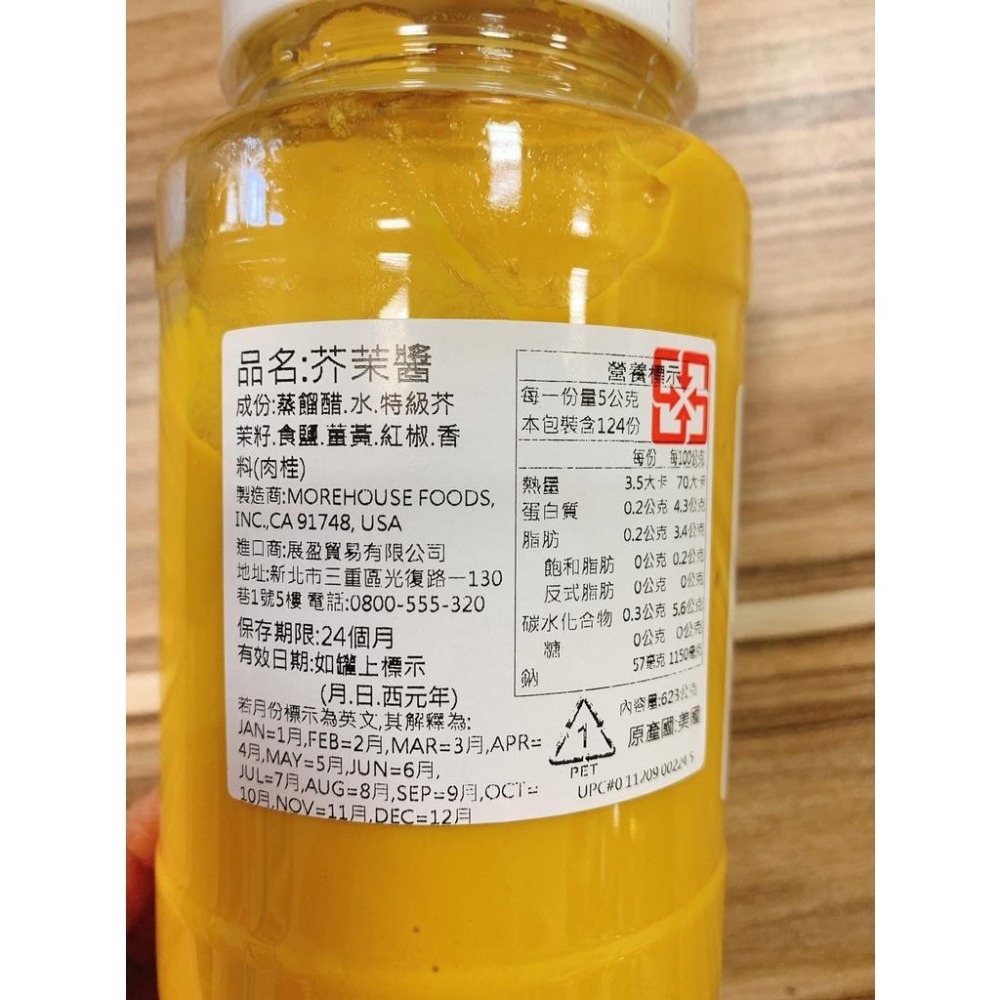 品名:芥茉醬
成份:蒸餾醋.水.特級芥
茉籽.食鹽.薑黃.紅椒.香
料(肉桂)
製造商:MOREHOUSE FOODS,
INC.,CA 91748, USA
進口商:展盈貿易有限公司
地址:新北市三重區光復路一130
巷1號5樓 電話:0800-555-320
保存期限:24個月
有效日期:如罐上標示
(月.日.西元年)
若月份標示為英文,其解釋為:
JAN=1月,FEB=2月,MAR=3月,APR=
4月,MAY=5月,JUN=6月,
JUL=7月,AUG=8月,SEP=9月,OCT=
10月,NOV=11月,DEC=12月
營養標示
每一份量5公克
本包裝含124份
每份 每100公克
熱量 3.5大卡 70大卡
蛋白質 0.2公克 4.3公克
脂肪 0.2公克 3.4公克
飽和脂肪 0公克 0.2公克
反式脂肪 0公克 0公克
碳水化合物 0.3公克 5.6公克
糖 0公克 0公克
鈉 57毫克 1150毫克
1
PET
內容量:623公克
原產國:美國
UPC#0 11209 00224 5